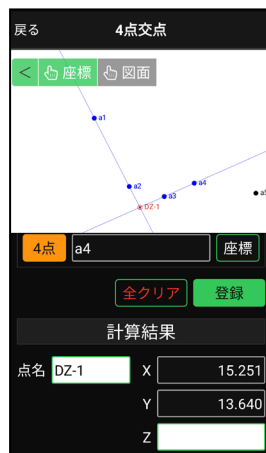 戻る 4点交点
< 座標 図面
a1
a2 a4
a3
DZ-1
4点 a4 座標
全クリア 登録
計算結果
点名 DZ-1 X 15.251
Y 13.640
Z